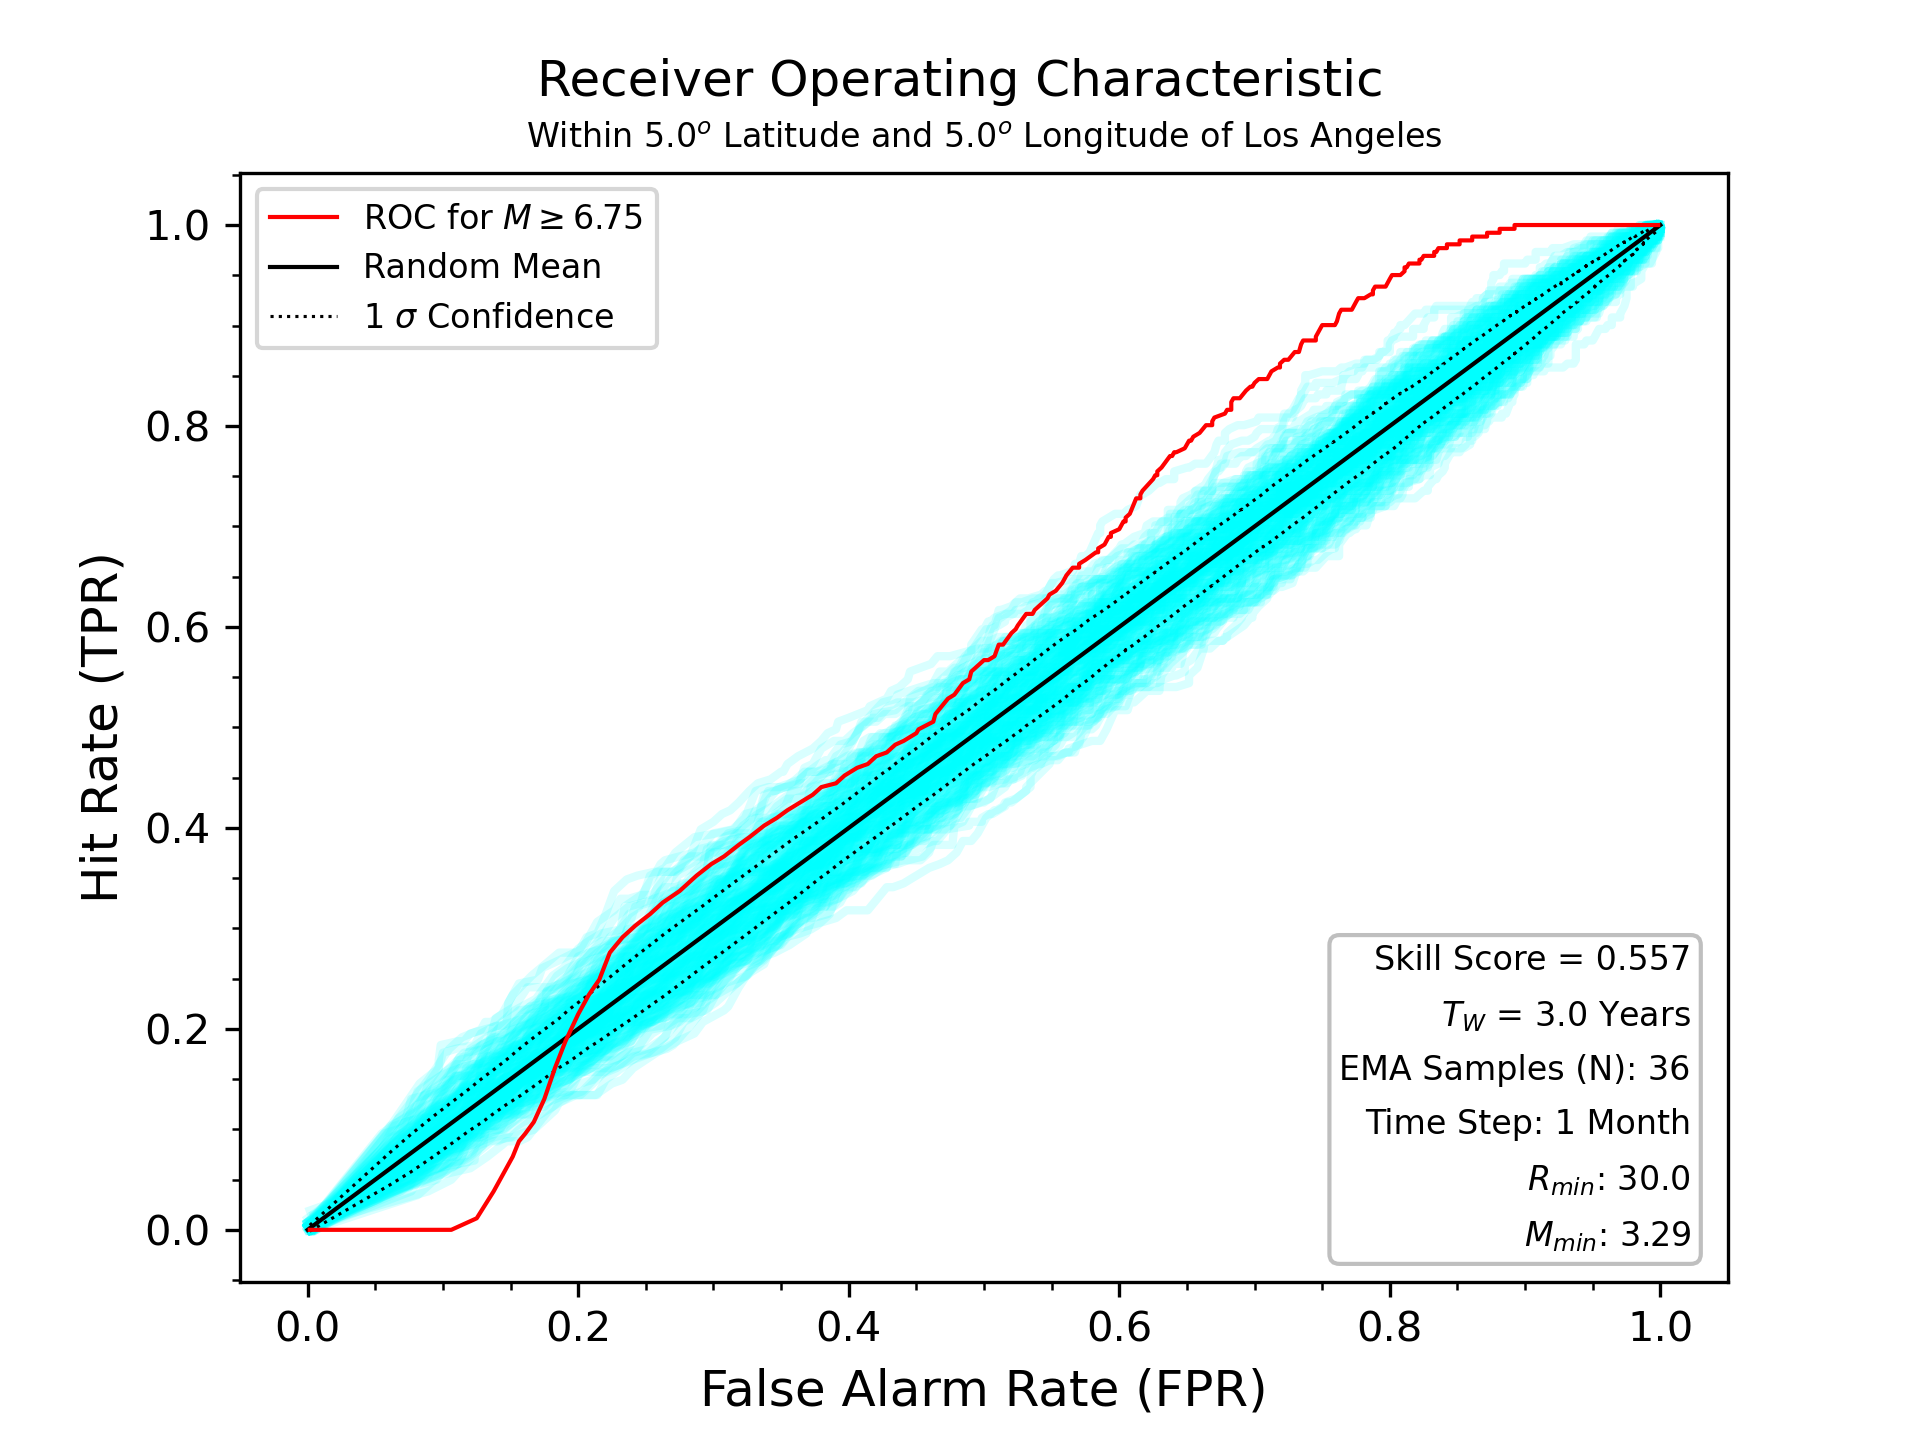 Receiver Operating Characteristic
Within 5.0° Latitude and 5.0° Longitude of Los Angeles
ROC for M ≥ 6.75
Random Mean
1 σ Confidence
1.0
0.8
0.6
0.4
0.2
0.0
Hit Rate (TPR)
Skill Score = 0.557
T_W = 3.0 Years
EMA Samples (N): 36
Time Step: 1 Month
R_min: 30.0
M_min: 3.29
0.0 0.2 0.4 0.6 0.8 1.0
False Alarm Rate (FPR)